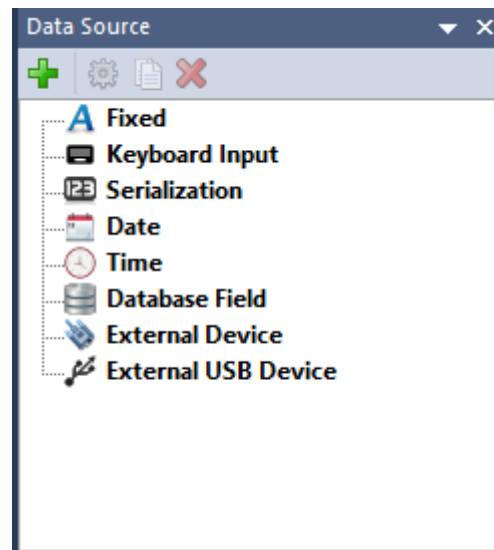 Data Source
Fixed
Keyboard Input
Serialization
Date
Time
Database Field
External Device
External USB Device